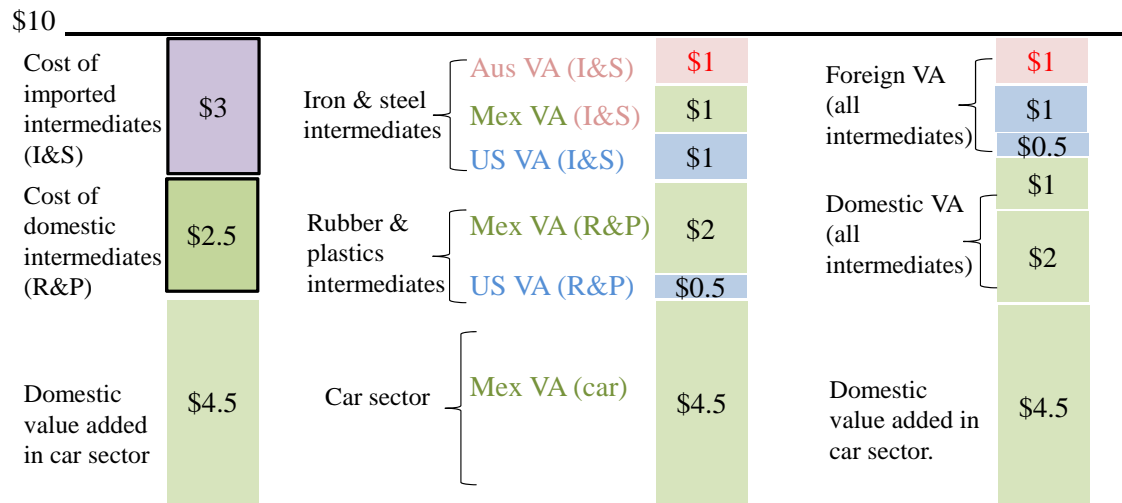 $10
Cost of
imported
intermediates
(I&S)
$3
Cost of
domestic
intermediates
(R&P)
$2.5
Domestic
value added
in car sector
$4.5
Iron & steel
intermediates
Aus VA (I&S)
$1
Mex VA (I&S)
$1
US VA (I&S)
$1
Rubber &
plastics
intermediates
Mex VA (R&P)
$2
US VA (R&P)
$0.5
Car sector
Mex VA (car)
$4.5
Foreign VA
(all
intermediates)
$1
$1
$0.5
Domestic VA
(all
intermediates)
$1
$2
Domestic
value added in
car sector.
$4.5